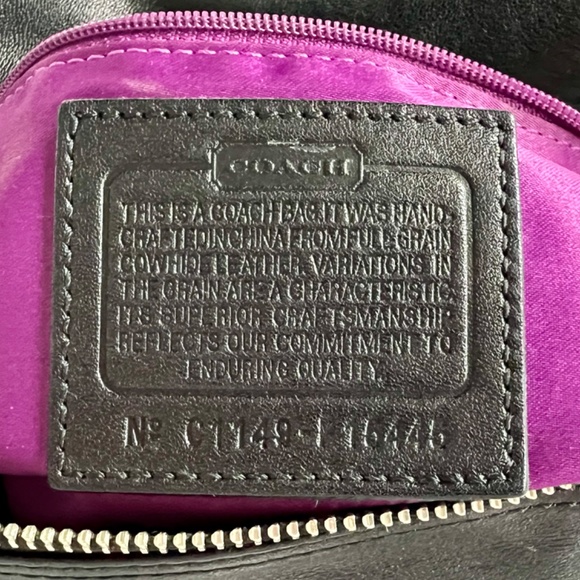 COACH
THIS IS A COACH BAG. IT WAS HAND-
CRAFTED IN CHINA FROM FULL GRAIN
COWHIDE LEATHER. VARIATIONS IN
THE GRAIN ARE A CHARACTERISTIC.
ITS SUPERIOR CRAFTSMANSHIP
REFLECTS OUR COMMITMENT TO
ENDURING QUALITY.
Nº C1149-F15445